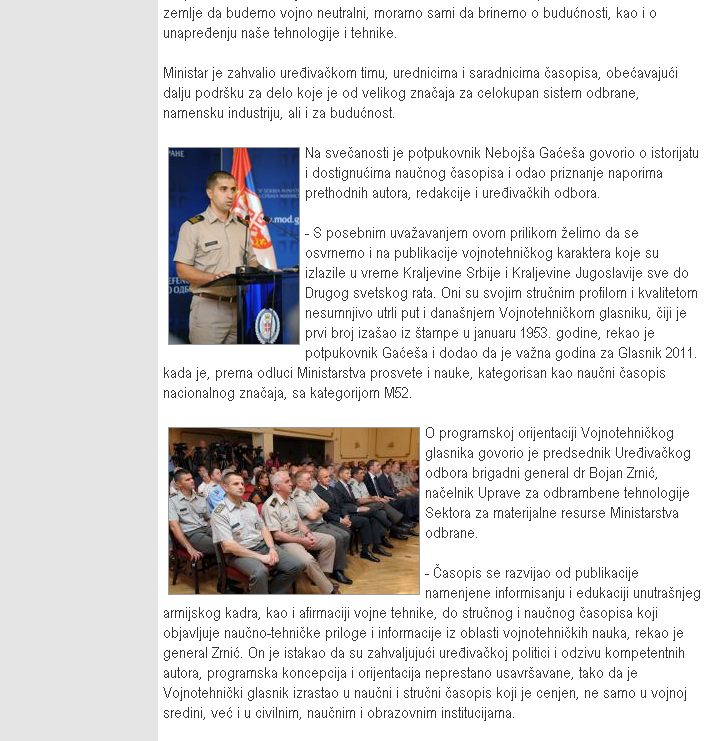 zemlje da budemo vojno neutralni, moramo sami da brinemo o budućnosti, kao i o
unapređenju naše tehnologije i tehnike.
Ministar je zahvalio uređivačkom timu, urednicima i saradnicima časopisa, obećavajući
dalju podršku za delo koje je od velikog značaja za celokupan sistem odbrane,
namensku industriju, ali i za budućnost.
Na svečanosti je potpukovnik Nebojša Gaćeša govorio o istorijatu
i dostignućima naučnog časopisa i odao priznanje naporima
prethodnih autora, redakcije i uređivačkih odbora.
- S posebnim uvažavanjem ovom prilikom želimo da se
osvrnemo i na publikacije vojnotehničkog karaktera koje su
izlazile u vreme Kraljevine Srbije i Kraljevine Jugoslavije sve do
Drugog svetskog rata. Oni su svojim stručnim profilom i kvalitetom
nesumnjivo utrli put i današnjem Vojnotehničkom glasniku, čiji je
prvi broj izašao iz štampe u januaru 1953. godine, rekao je
potpukovnik Gaćeša i dodao da je važna godina za Glasnik 2011.
kada je, prema odluci Ministarstva prosvete i nauke, kategorisan kao naučni časopis
nacionalnog značaja, sa kategorijom M52.
O programskoj orijentaciji Vojnotehničkog
glasnika govorio je predsednik Uređivačkog
odbora brigadni general dr Bojan Zrnić,
načelnik Uprave za odbrambene tehnologije
Sektora za materijalne resurse Ministarstva
odbrane.
- Časopis se razvijao od publikacije
namenjene informisanju i edukaciji unutrašnjeg
armijskog kadra, kao i afirmaciji vojne tehnike, do stručnog i naučnog časopisa koji
objavljuje naučno-tehničke priloge i informacije iz oblasti vojnotehničkih nauka, rekao je
general Zrnić. On je istakao da su zahvaljujući uređivačkoj politici i odzivu kompetentnih
autora, programska koncepcija i orijentacija neprestano usavršavane, tako da je
Vojnotehnički glasnik izrastao u naučni i stručni časopis koji je cenjen, ne samo u vojnoj
sredini, već i u civilnim, naučnim i obrazovnim institucijama.